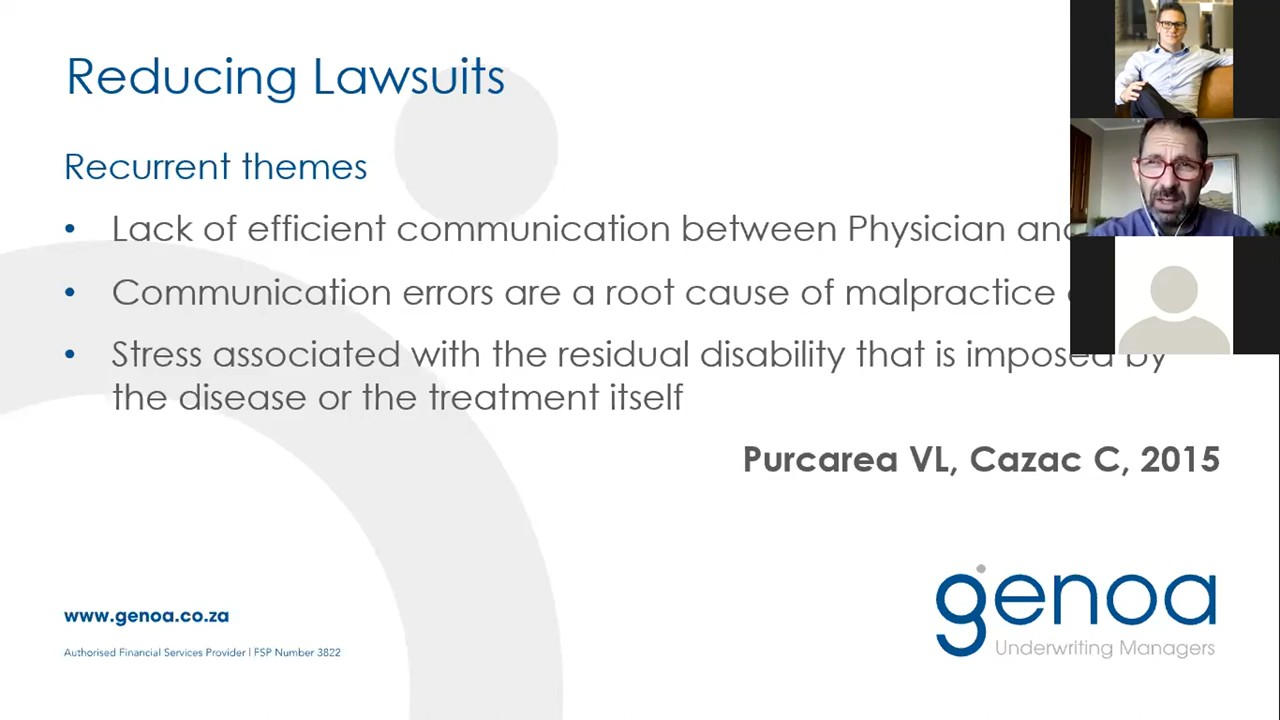 Reducing Lawsuits
Recurrent themes
• Lack of efficient communication between Physician and
• Communication errors are a root cause of malpractice
• Stress associated with the residual disability that is imposed by
the disease or the treatment itself
Purcarea VL, Cazac C, 2015
www.genoa.co.za
Authorised Financial Services Provider | FSP Number 3822
genoa
Underwriting Managers